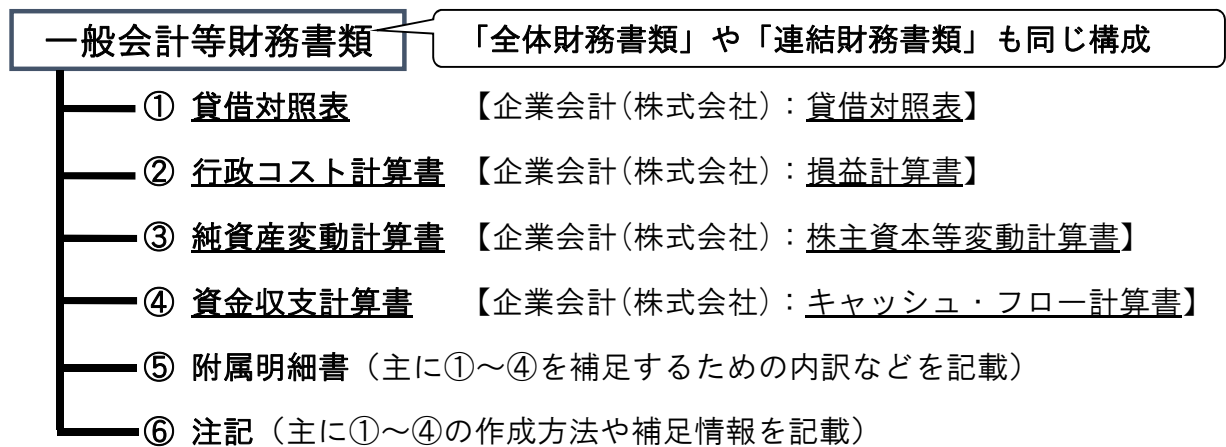 一般会計等財務書類
「全体財務書類」や「連結財務書類」も同じ構成
① 貸借対照表 【企業会計(株式会社)：貸借対照表】
② 行政コスト計算書 【企業会計(株式会社)：損益計算書】
③ 純資産変動計算書 【企業会計(株式会社)：株主資本等変動計算書】
④ 資金収支計算書 【企業会計(株式会社)：キャッシュ・フロー計算書】
⑤ 附属明細書（主に①～④を補足するための内訳などを記載）
⑥ 注記（主に①～④の作成方法や補足情報を記載）